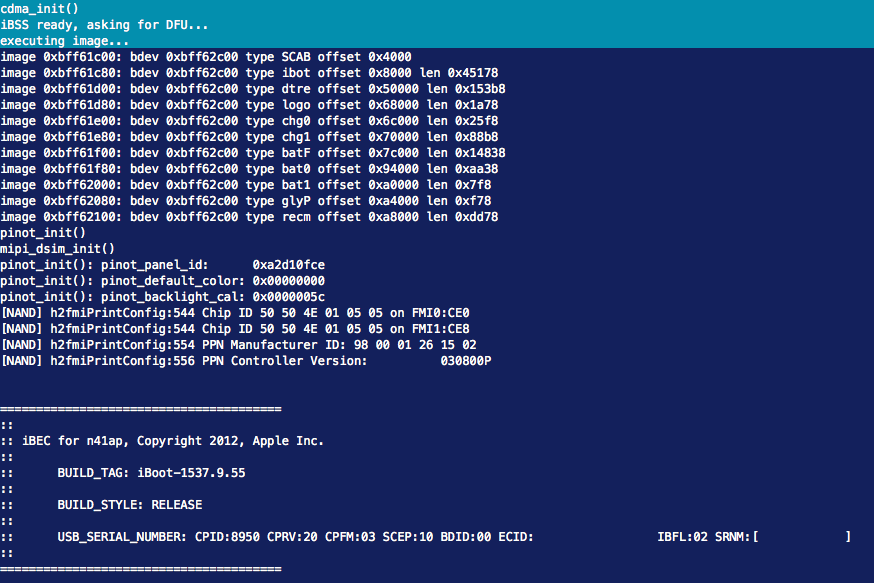 cdma_init()
iBSS ready, asking for DFU...
executing image...
image 0xbff61c00: bdev 0xbff62c00 type SCAB offset 0x4000
image 0xbff61c80: bdev 0xbff62c00 type ibot offset 0x8000 len 0x45178
image 0xbff61d00: bdev 0xbff62c00 type dtre offset 0x50000 len 0x153b8
image 0xbff61d80: bdev 0xbff62c00 type logo offset 0x68000 len 0x1a78
image 0xbff61e00: bdev 0xbff62c00 type chg0 offset 0x6c000 len 0x25f8
image 0xbff61e80: bdev 0xbff62c00 type chg1 offset 0x70000 len 0x88b8
image 0xbff61f00: bdev 0xbff62c00 type batF offset 0x7c000 len 0x14838
image 0xbff61f80: bdev 0xbff62c00 type bat0 offset 0x94000 len 0xaa38
image 0xbff62000: bdev 0xbff62c00 type bat1 offset 0xa0000 len 0x7f8
image 0xbff62080: bdev 0xbff62c00 type glyP offset 0xa4000 len 0xf78
image 0xbff62100: bdev 0xbff62c00 type recm offset 0xa8000 len 0xdd78
pinot_init()
mipi_dsim_init()
pinot_init(): pinot_panel_id:      0xa2d10fce
pinot_init(): pinot_default_color: 0x00000000
pinot_init(): pinot_backlight_cal: 0x0000005c
[NAND] h2fmiPrintConfig:544 Chip ID 50 50 4E 01 05 05 on FMI0:CE0
[NAND] h2fmiPrintConfig:544 Chip ID 50 50 4E 01 05 05 on FMI1:CE8
[NAND] h2fmiPrintConfig:554 PPN Manufacturer ID: 98 00 01 26 15 02
[NAND] h2fmiPrintConfig:556 PPN Controller Version:          030800P
=======================================
::
:: iBEC for n41ap, Copyright 2012, Apple Inc.
::
::      BUILD_TAG: iBoot-1537.9.55
::
::      BUILD_STYLE: RELEASE
::
::      USB_SERIAL_NUMBER: CPID:8950 CPRV:20 CPFM:03 SCEP:10 BDID:00 ECID:                 IBFL:02 SRNM:[            ]
::
=======================================